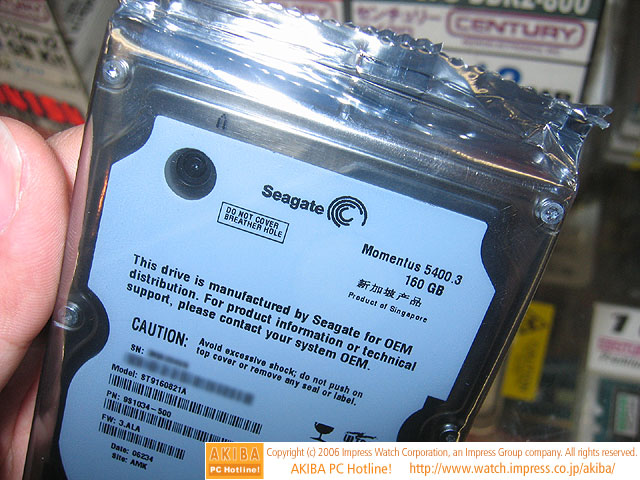 CENTURY
Seagate
DO NOT COVER
BREATHER HOLE
Momentus 5400.3
160 GB
新加坡产品
Product of Singapore
This drive is manufactured by Seagate for OEM
distribution. For product information or technical
support, please contact your system OEM.
CAUTION: Avoid excessive shock; do not push on
top cover or remove any seal or label.
SN:
Model: ST9160821A
PN: 9S1034-500
FW: 3.ALA
Date: 06234
Site: AMK
AKIBA
PC Hotline!
Copyright (c) 2006 Impress Watch Corporation, an Impress Group company. All rights reserved.
AKIBA PC Hotline! http://www.watch.impress.co.jp/akiba/